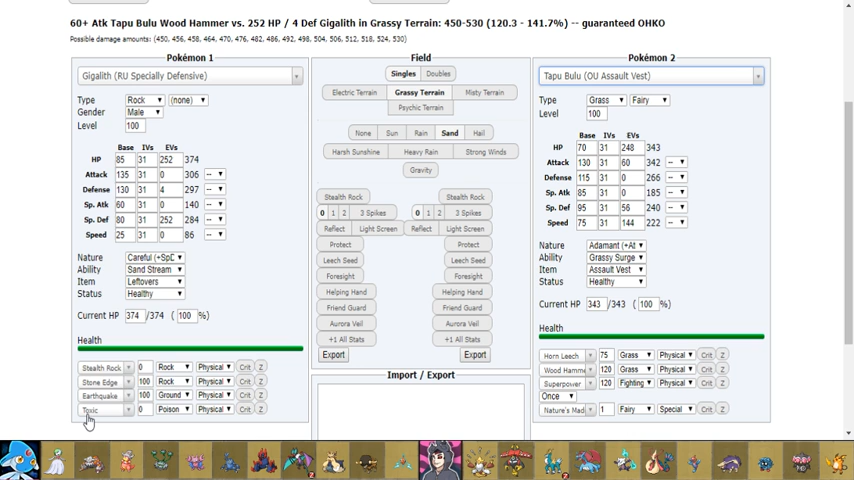 60+ Atk Tapu Bulu Wood Hammer vs. 252 HP / 4 Def Gigalith in Grassy Terrain: 450-530 (120.3 - 141.7%) -- guaranteed OHKO
Possible damage amounts: (450, 456, 458, 464, 470, 476, 482, 486, 492, 498, 504, 506, 512, 518, 524, 530)
Pokémon 1
Gigalith (RU Specially Defensive)
Type Rock (none)
Gender Male
Level 100
Base IVs EVs
HP 85 31 252 374
Attack 135 31 0 306 --
Defense 130 31 4 297 --
Sp. Atk 60 31 0 140 --
Sp. Def 80 31 252 284 --
Speed 25 31 0 86 --
Nature Careful (+SpD
Ability Sand Stream
Item Leftovers
Status Healthy
Current HP 374 /374 ( 100 %)
Health
Stealth Rock 0 Rock Physical Crit Z
Stone Edge 100 Rock Physical Crit Z
Earthquake 100 Ground Physical Crit Z
Toxic 0 Poison Physical Crit Z
Field
Singles Doubles
Electric Terrain Grassy Terrain Misty Terrain
Psychic Terrain
None Sun Rain Sand Hail
Harsh Sunshine Heavy Rain Strong Winds
Gravity
Stealth Rock Stealth Rock
0 1 2 3 Spikes 0 1 2 3 Spikes
Reflect Light Screen Reflect Light Screen
Protect Protect
Leech Seed Leech Seed
Foresight Foresight
Helping Hand Helping Hand
Friend Guard Friend Guard
Aurora Veil Aurora Veil
+1 All Stats +1 All Stats
Export Export
Import / Export
Pokémon 2
Tapu Bulu (OU Assault Vest)
Type Grass Fairy
Level 100
Base IVs EVs
HP 70 31 248 343
Attack 130 31 60 342 --
Defense 115 31 0 266 --
Sp. Atk 85 31 0 185 --
Sp. Def 95 31 56 240 --
Speed 75 31 144 222 --
Nature Adamant (+At
Ability Grassy Surge
Item Assault Vest
Status Healthy
Current HP 343 /343 ( 100 %)
Health
Horn Leech 75 Grass Physical Crit Z
Wood Hamme 120 Grass Physical Crit Z
Superpower 120 Fighting Physical Crit Z
Once
Nature's Mad 1 Fairy Special Crit Z